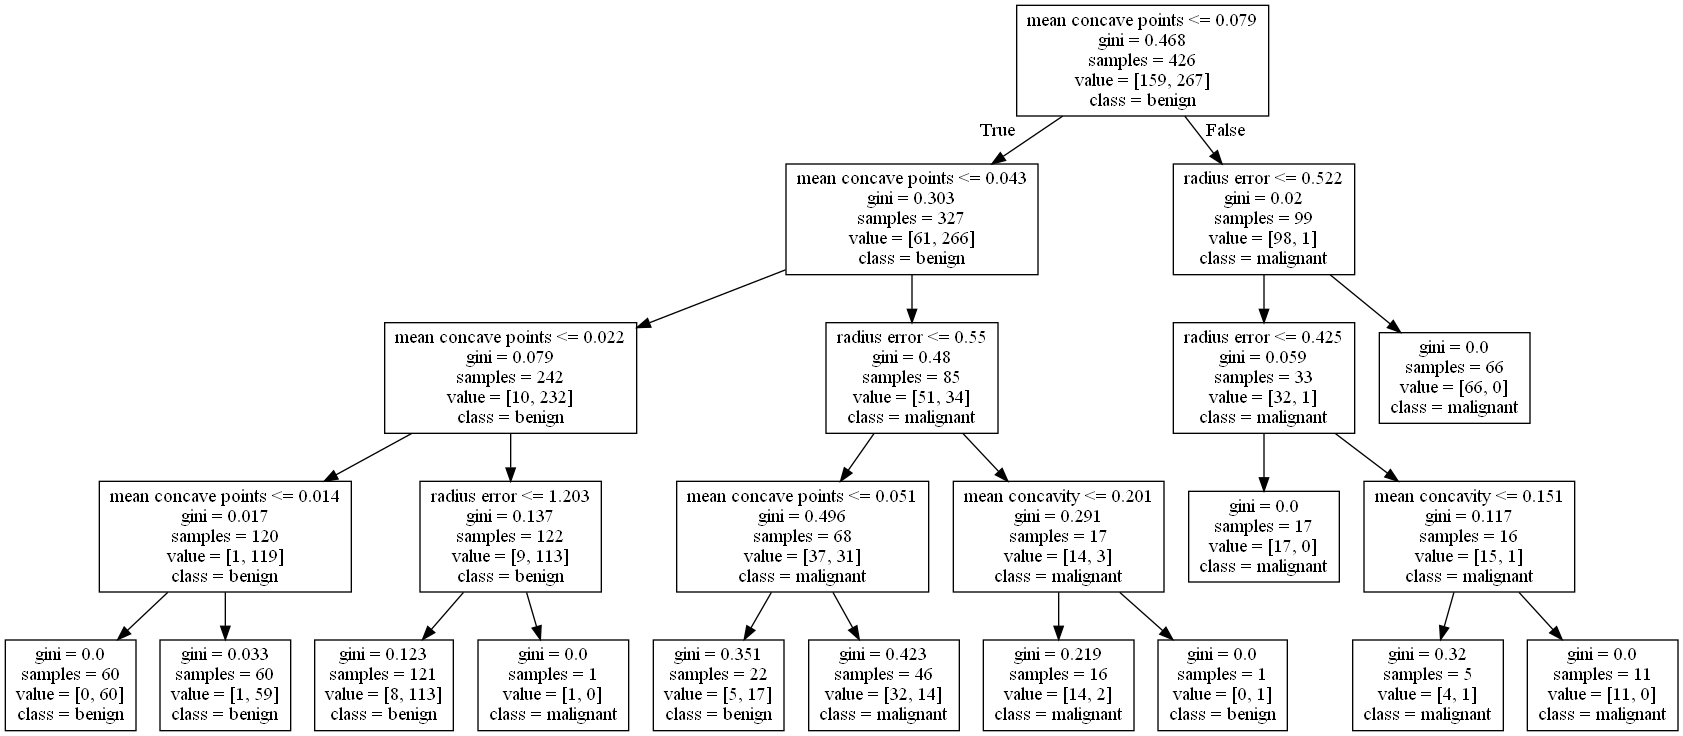 mean concave points <= 0.079
gini = 0.468
samples = 426
value = [159, 267]
class = benign
True
False
mean concave points <= 0.043
gini = 0.303
samples = 327
value = [61, 266]
class = benign
radius error <= 0.522
gini = 0.02
samples = 99
value = [98, 1]
class = malignant
mean concave points <= 0.022
gini = 0.079
samples = 242
value = [10, 232]
class = benign
radius error <= 0.55
gini = 0.48
samples = 85
value = [51, 34]
class = malignant
radius error <= 0.425
gini = 0.059
samples = 33
value = [32, 1]
class = malignant
gini = 0.0
samples = 66
value = [66, 0]
class = malignant
mean concave points <= 0.014
gini = 0.017
samples = 120
value = [1, 119]
class = benign
radius error <= 1.203
gini = 0.137
samples = 122
value = [9, 113]
class = benign
mean concave points <= 0.051
gini = 0.496
samples = 68
value = [37, 31]
class = malignant
mean concavity <= 0.201
gini = 0.291
samples = 17
value = [14, 3]
class = malignant
gini = 0.0
samples = 17
value = [17, 0]
class = malignant
mean concavity <= 0.151
gini = 0.117
samples = 16
value = [15, 1]
class = malignant
gini = 0.0
samples = 60
value = [0, 60]
class = benign
gini = 0.033
samples = 60
value = [1, 59]
class = benign
gini = 0.123
samples = 121
value = [8, 113]
class = benign
gini = 0.0
samples = 1
value = [1, 0]
class = malignant
gini = 0.351
samples = 22
value = [5, 17]
class = benign
gini = 0.423
samples = 46
value = [32, 14]
class = malignant
gini = 0.219
samples = 16
value = [14, 2]
class = malignant
gini = 0.0
samples = 1
value = [0, 1]
class = benign
gini = 0.32
samples = 5
value = [4, 1]
class = malignant
gini = 0.0
samples = 11
value = [11, 0]
class = malignant